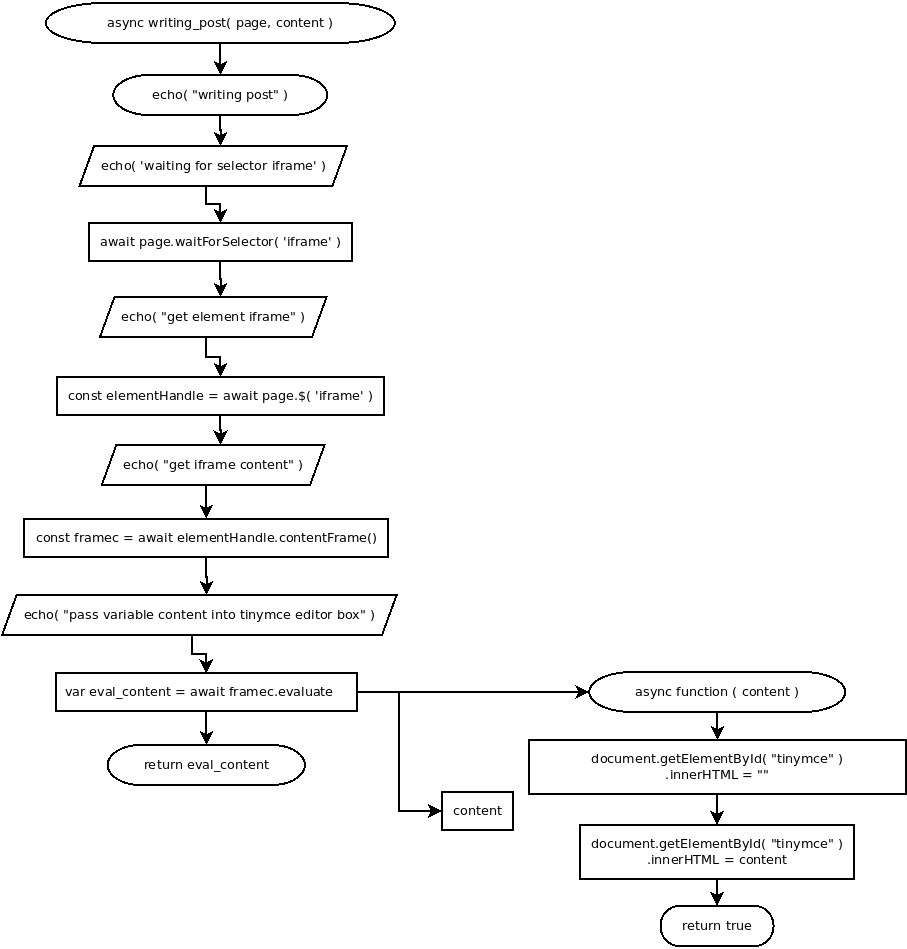 async writing_post( page, content )
echo( "writing post" )
echo( 'waiting for selector iframe' )
await page.waitForSelector( 'iframe' )
echo( "get element iframe" )
const elementHandle = await page.$( 'iframe' )
echo( "get iframe content" )
const framec = await elementHandle.contentFrame()
echo( "pass variable content into tinymce editor box" )
var eval_content = await framec.evaluate
return eval_content
content
async function ( content )
document.getElementById( "tinymce" )
.innerHTML = ""
document.getElementById( "tinymce" )
.innerHTML = content
return true